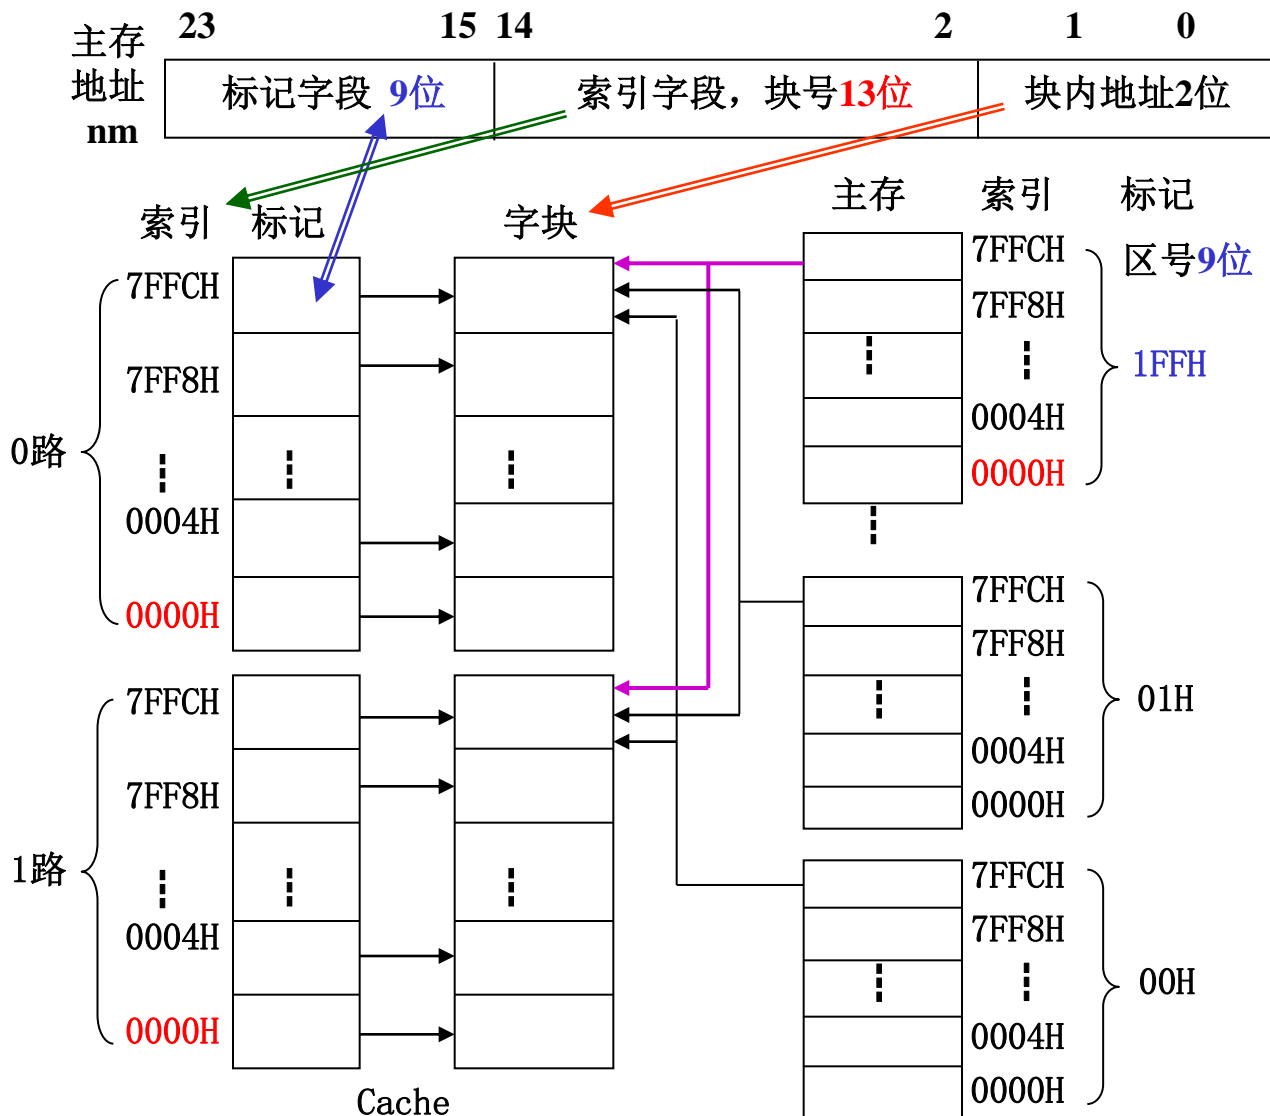 主存地址nm
23 15 14 2 1 0
标记字段 9位 索引字段，块号13位 块内地址2位
索引 标记 字块 主存 索引 标记
区号9位
0路
7FFCH
7FF8H
0004H
0000H
1路
7FFCH
7FF8H
0004H
0000H
Cache
7FFCH
7FF8H
0004H
0000H
1FFH
7FFCH
7FF8H
0004H
0000H
01H
7FFCH
7FF8H
0004H
0000H
00H